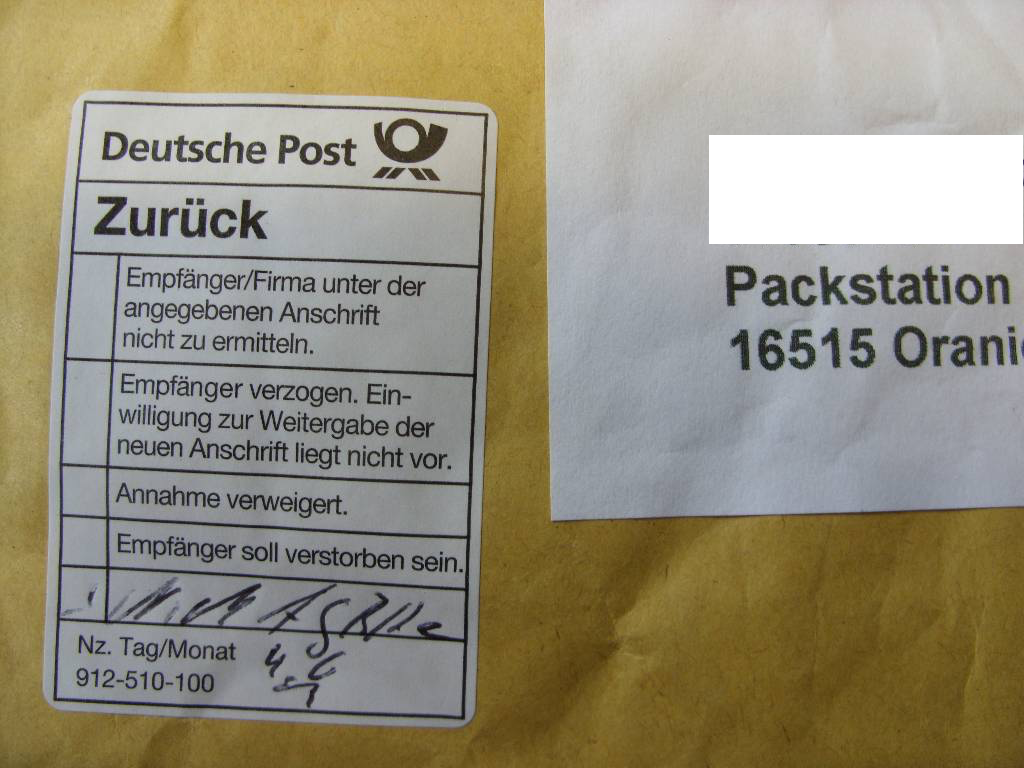 Deutsche Post
Zurück
Empfänger/Firma unter der
angegebenen Anschrift
nicht zu ermitteln.
Empfänger verzogen. Ein-
willigung zur Weitergabe der
neuen Anschrift liegt nicht vor.
Annahme verweigert.
Empfänger soll verstorben sein.
Nz. Tag/Monat
912-510-100
Packstation
16515 Orani